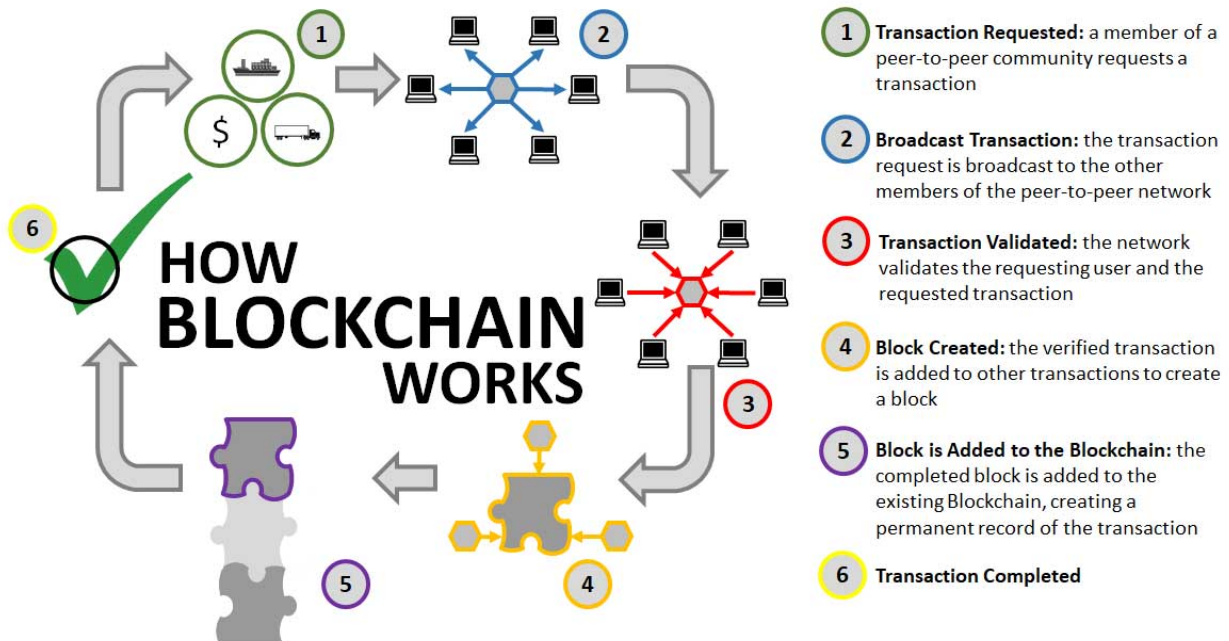 1
2
$
6
HOW
BLOCKCHAIN
WORKS
3
5
4
1 Transaction Requested: a member of a
peer-to-peer community requests a
transaction
2 Broadcast Transaction: the transaction
request is broadcast to the other
members of the peer-to-peer network
3 Transaction Validated: the network
validates the requesting user and the
requested transaction
4 Block Created: the verified transaction
is added to other transactions to create
a block
5 Block is Added to the Blockchain: the
completed block is added to the
existing Blockchain, creating a
permanent record of the transaction
6 Transaction Completed